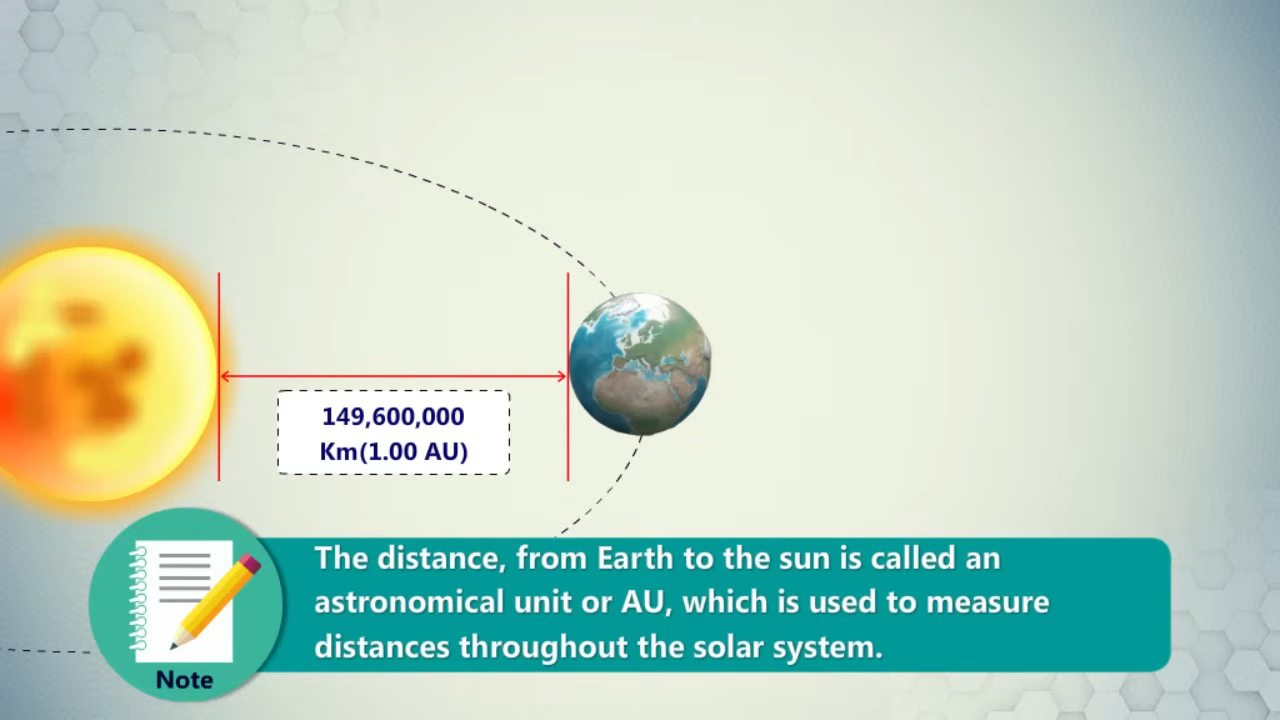 149,600,000
Km(1.00 AU)
The distance, from Earth to the sun is called an
astronomical unit or AU, which is used to measure
distances throughout the solar system.
Note